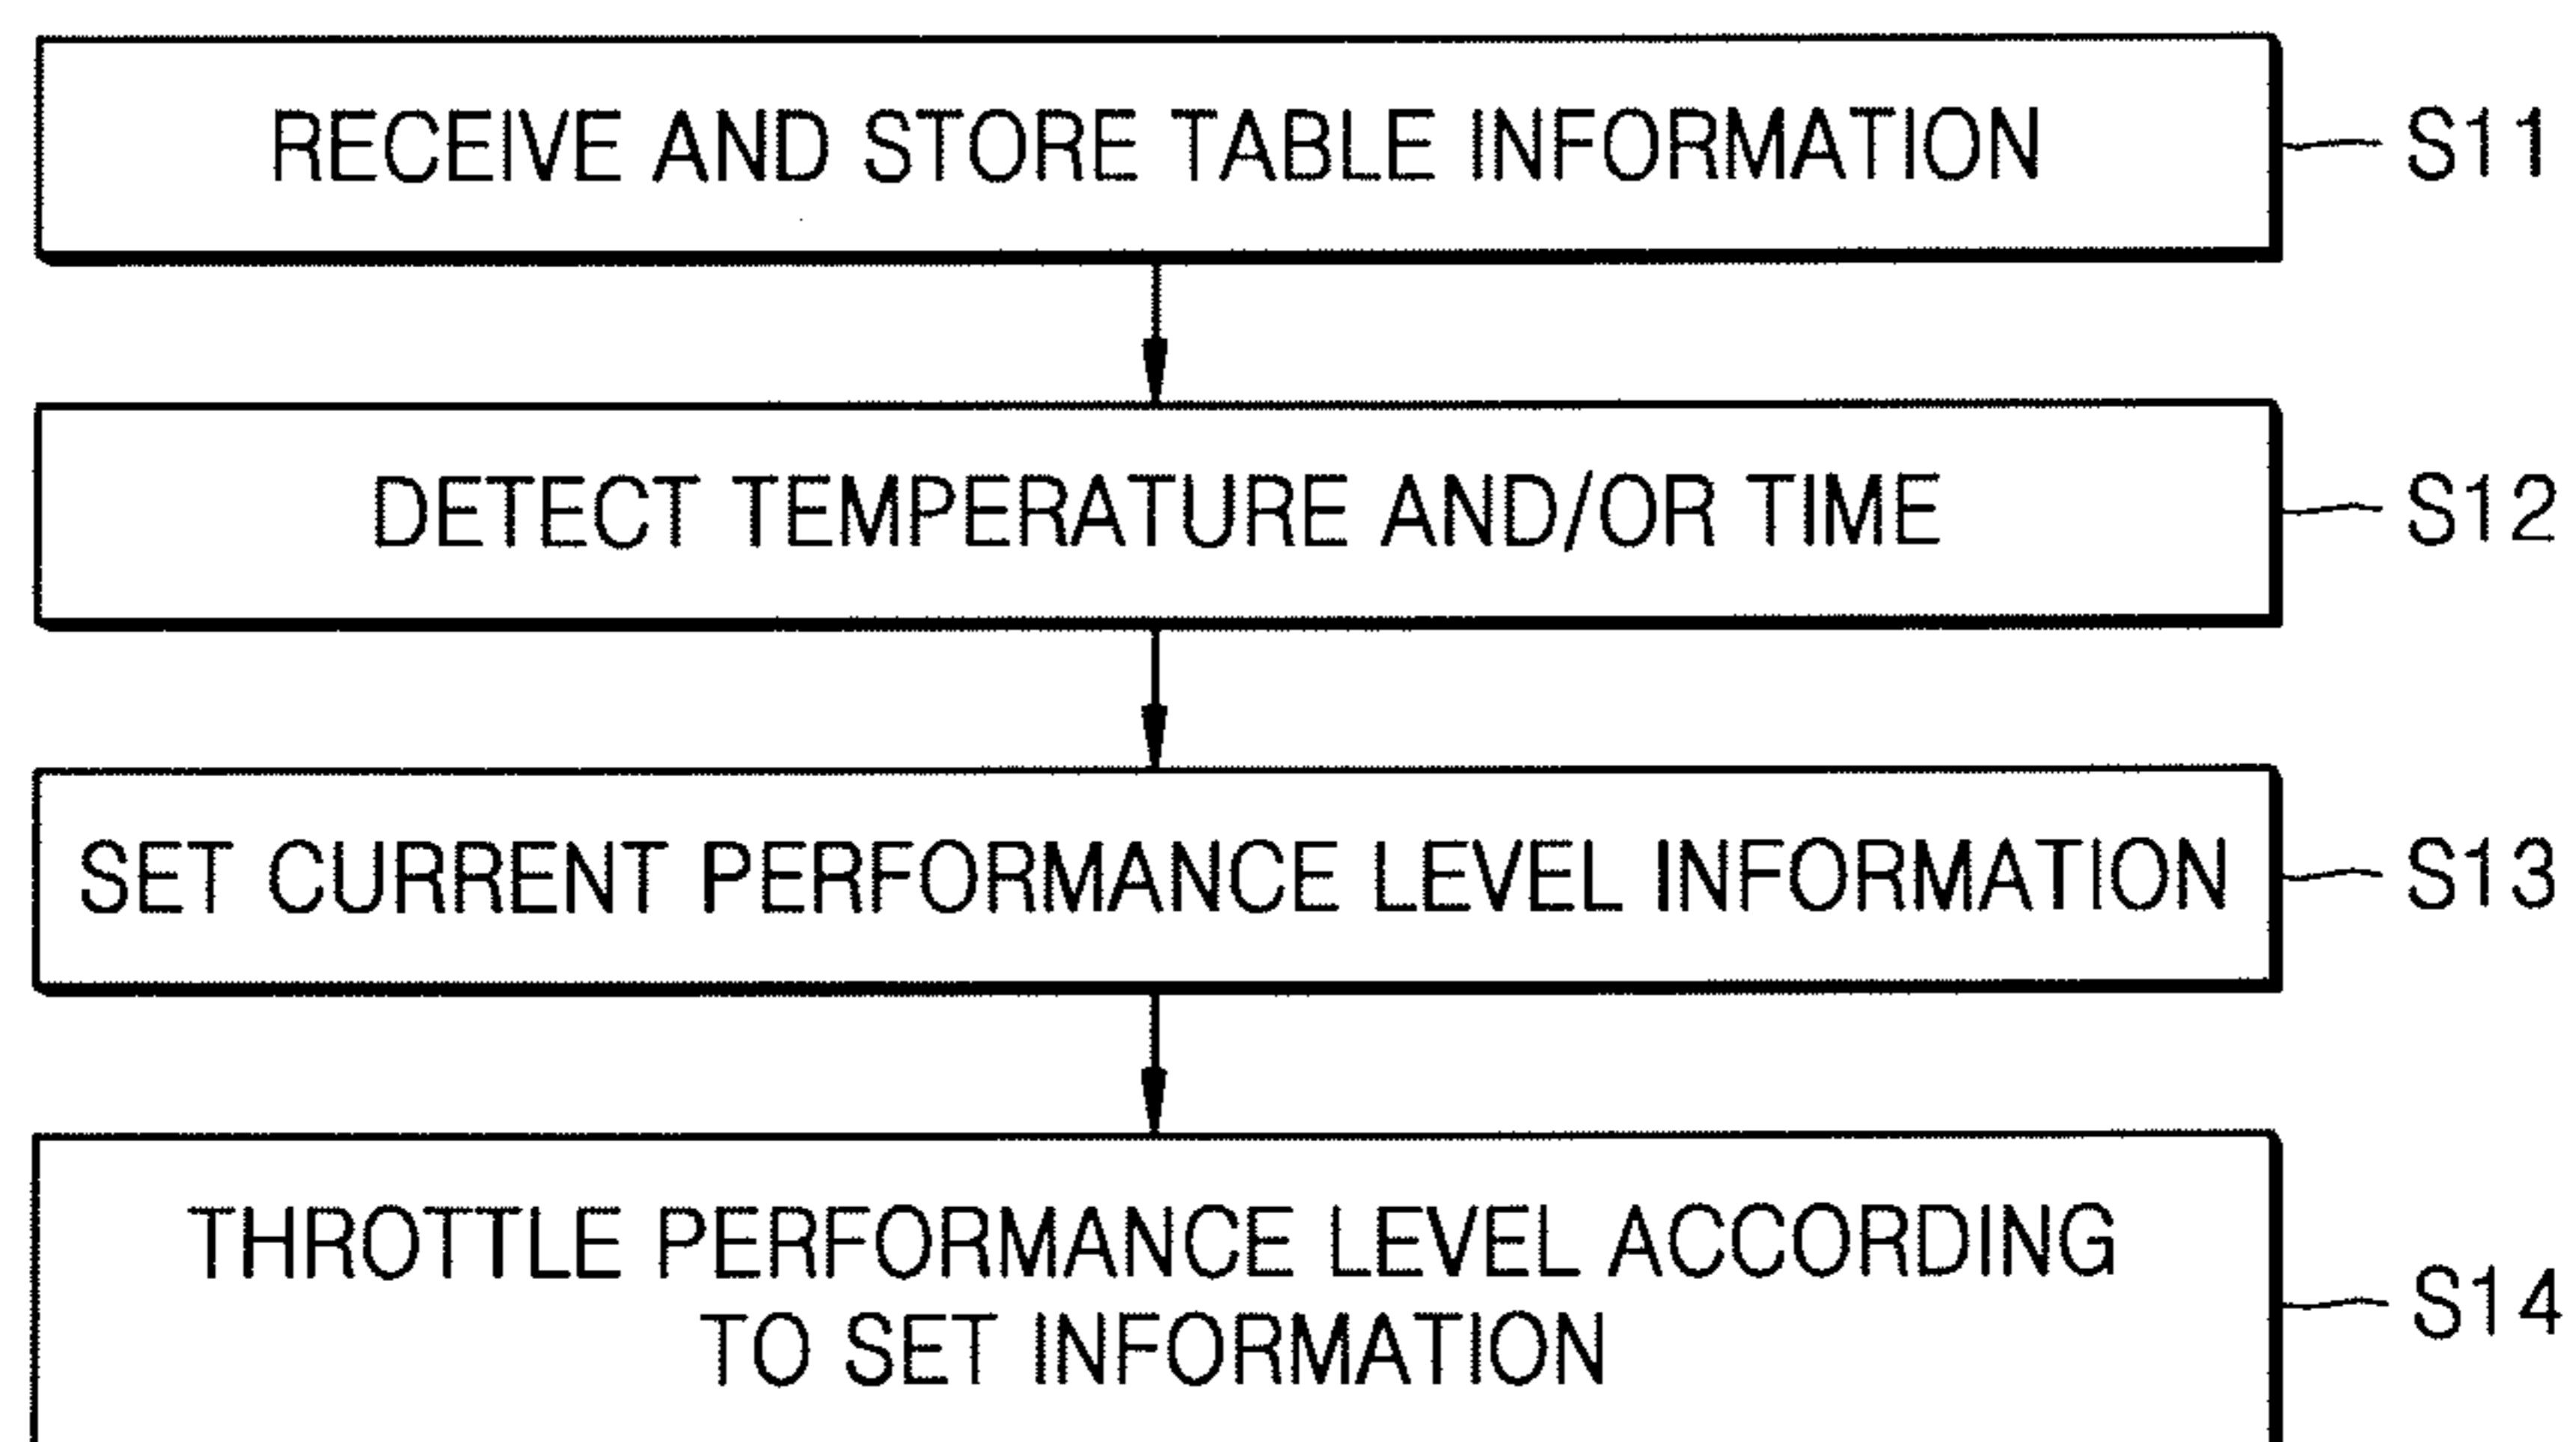 RECEIVE AND STORE TABLE INFORMATION
S11
DETECT TEMPERATURE AND/OR TIME
S12
SET CURRENT PERFORMANCE LEVEL INFORMATION
S13
THROTTLE PERFORMANCE LEVEL ACCORDING
TO SET INFORMATION
S14